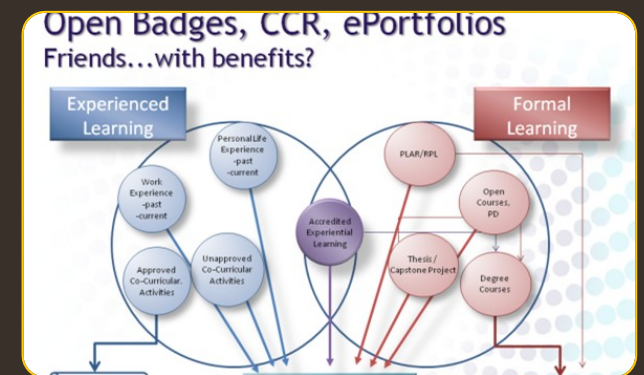 Open Badges, CCR, ePortfolios
Friends...with benefits?
Experienced
Learning
Formal
Learning
Personal Life
Experience
-past
-current
PLAR/RPL
Work
Experience
-past
-current
Open
Courses,
PD
Accredited
Experiential
Learning
Approved
Co-Curricular.
Activities
Unapproved
Co-Curricular
Activities
Thesis /
Capstone Project
Degree
Courses